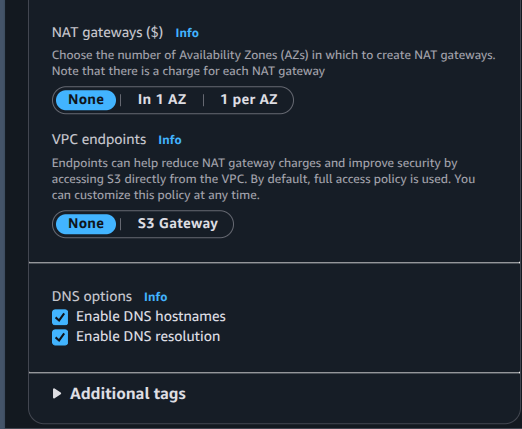 NAT gateways ($) Info
Choose the number of Availability Zones (AZs) in which to create NAT gateways.
Note that there is a charge for each NAT gateway
None | In 1 AZ | 1 per AZ
VPC endpoints Info
Endpoints can help reduce NAT gateway charges and improve security by
accessing S3 directly from the VPC. By default, full access policy is used. You
can customize this policy at any time.
None | S3 Gateway
DNS options Info
Enable DNS hostnames
Enable DNS resolution
Additional tags